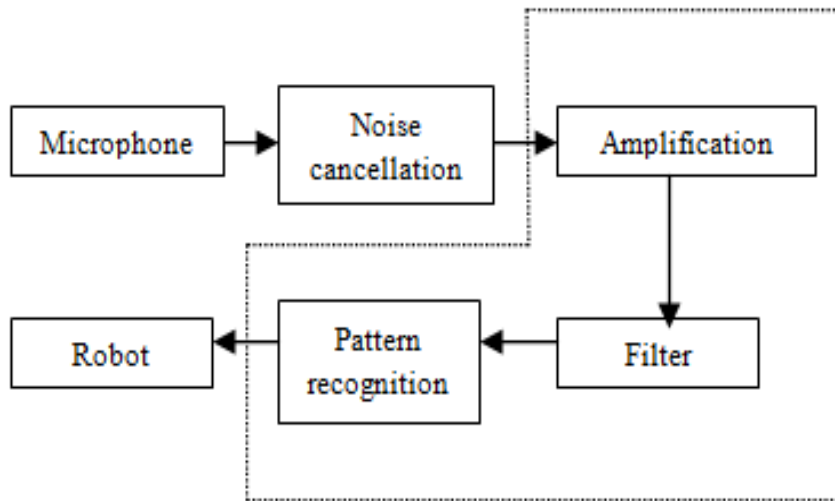 Microphone
Noise
cancellation
Amplification
Robot
Pattern
recognition
Filter